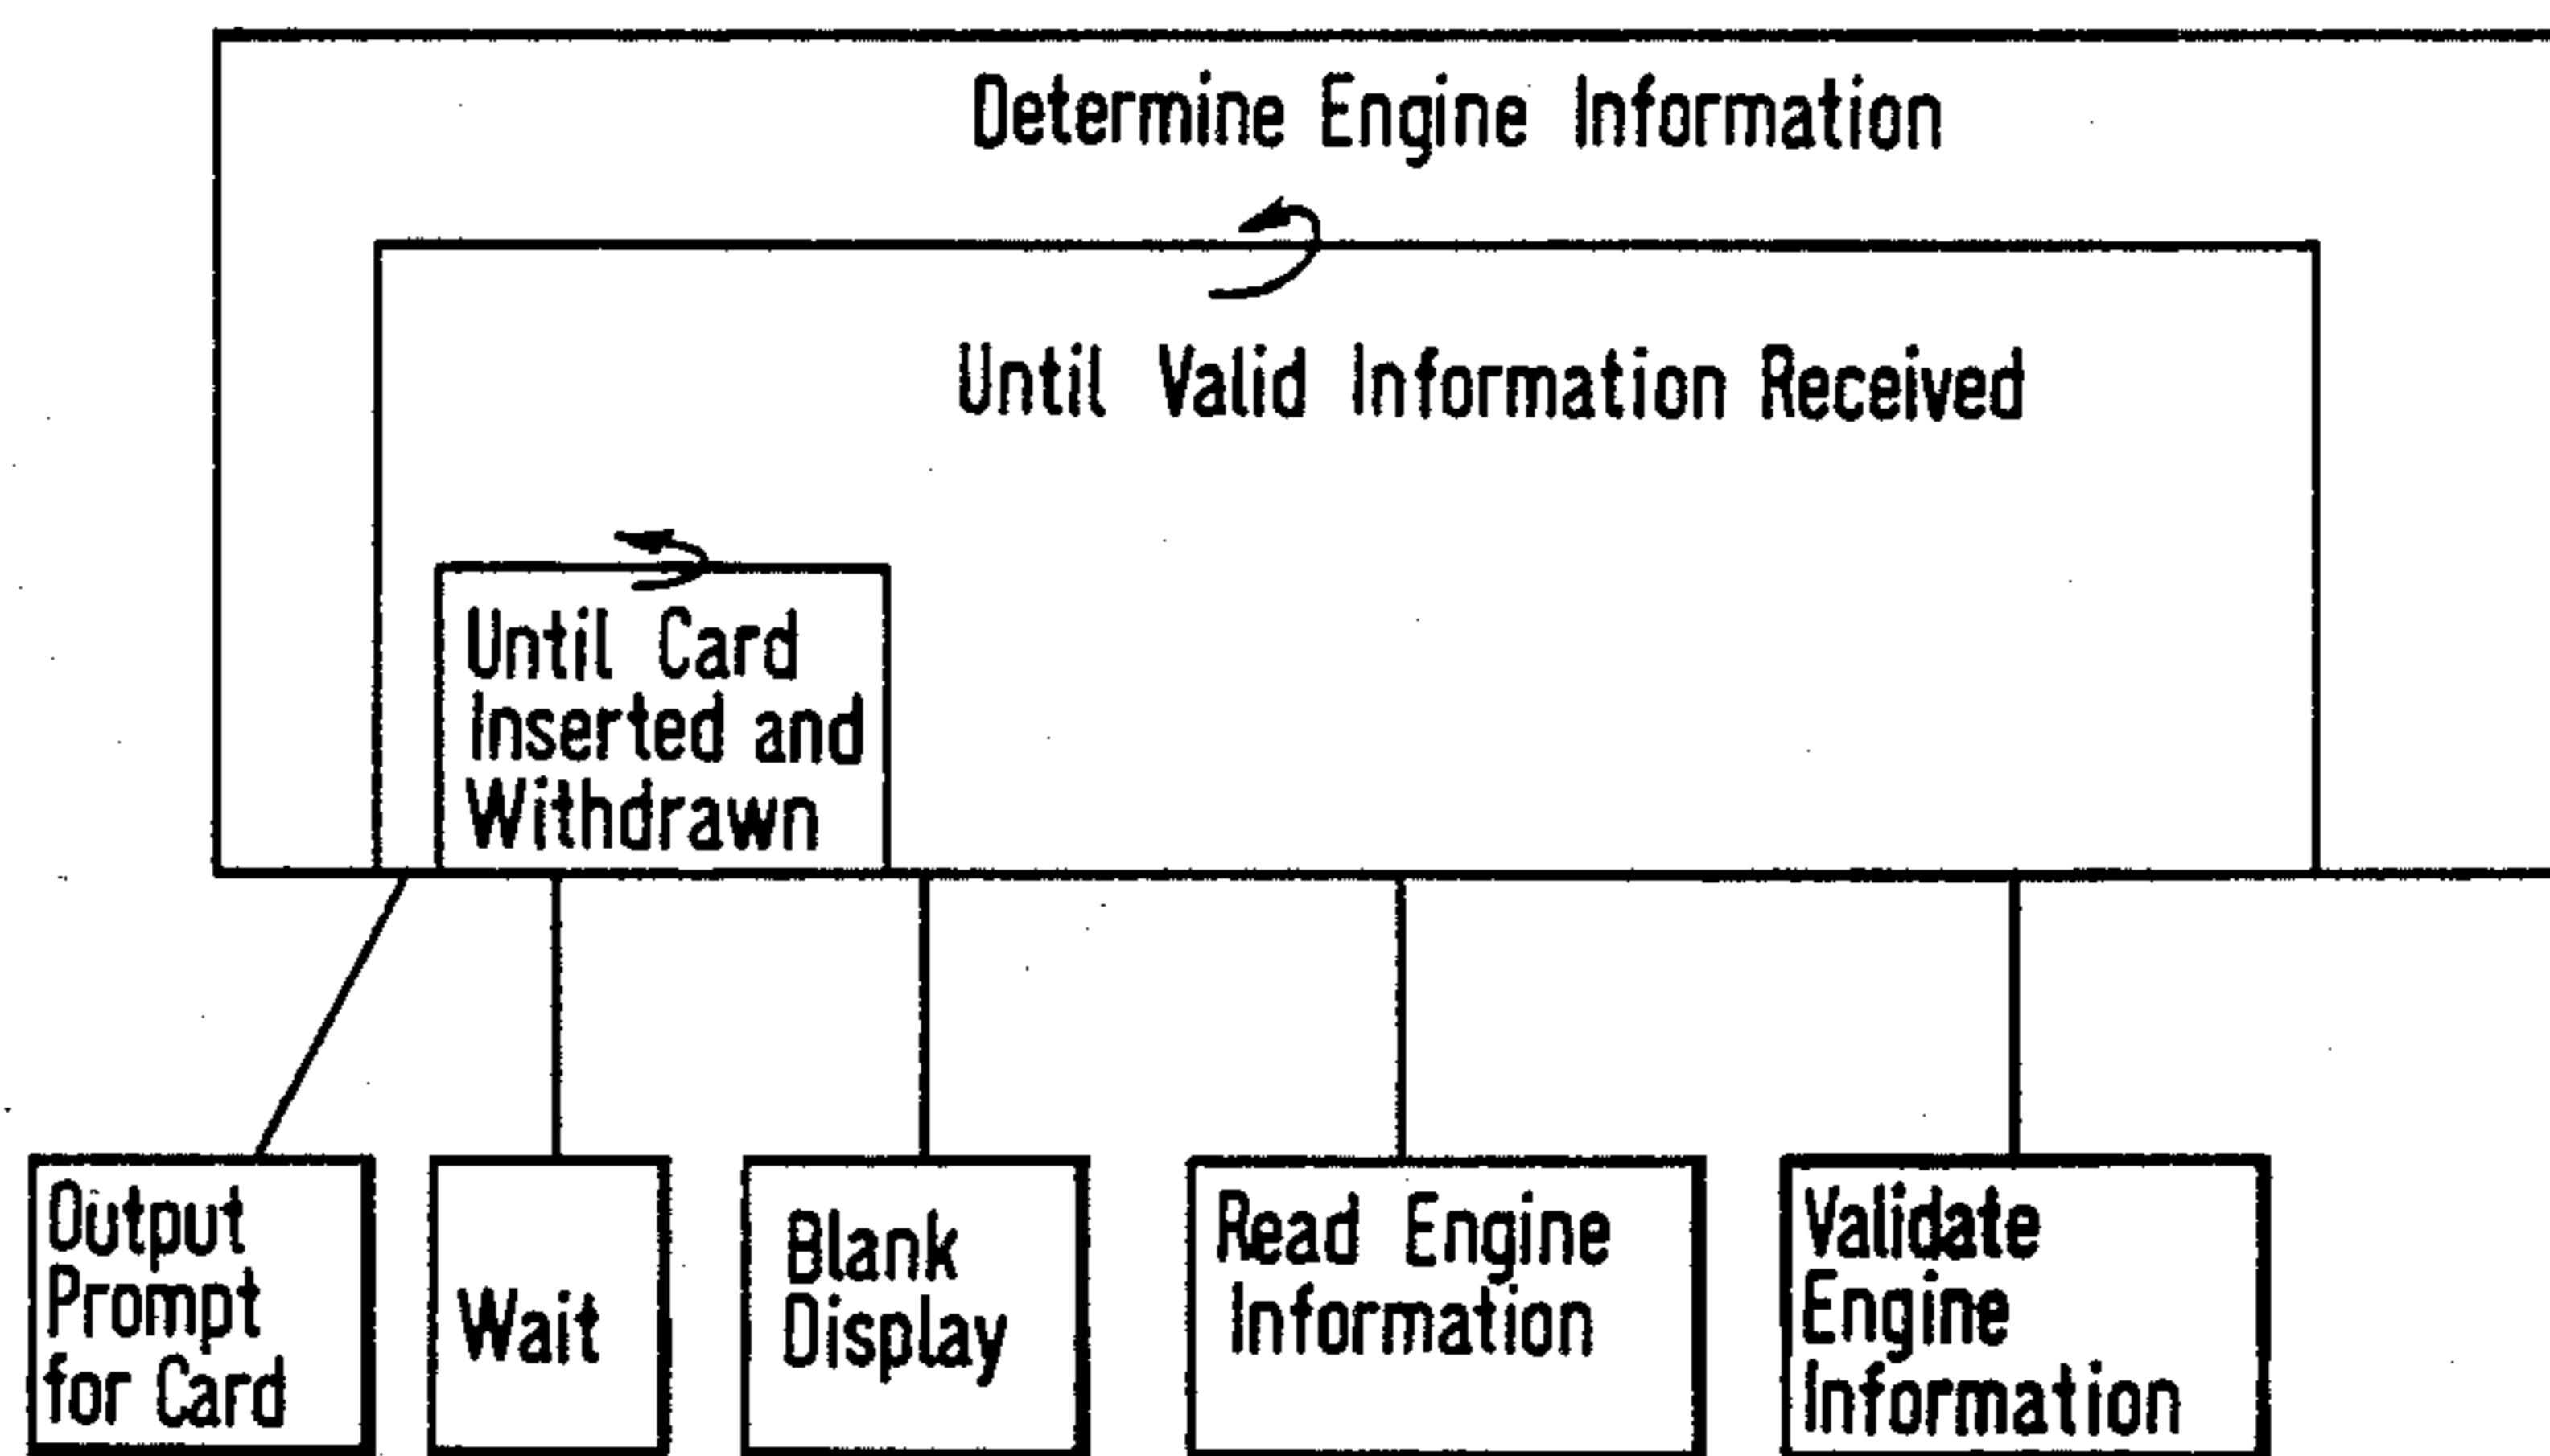 Determine Engine Information
Until Valid Information Received
Until Card
Inserted and
Withdrawn
Output
Prompt
for Card
Wait
Blank
Display
Read Engine
Information
Validate
Engine
Information